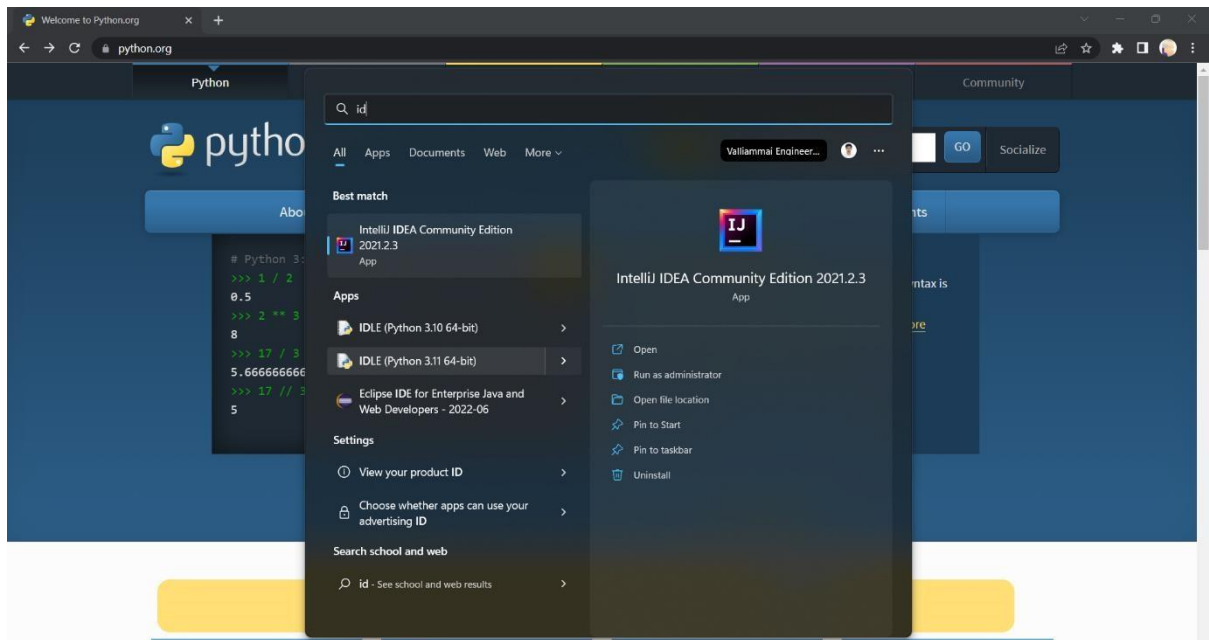 Welcome to Python.org
python.org
Python
Community
id
pytho
All Apps Documents Web More
Valliammai Engineer... ...
GO
Socialize
Best match
Abo
nts
IntelliJ IDEA Community Edition
2021.2.3
App
IJ
IntelliJ IDEA Community Edition 2021.2.3
App
# Python 3:
>>> 1 / 2
0.5
>>> 2 ** 3
8
>>> 17 / 3
5.666666666
>>> 17 // 3
5
ntax is
ore
Apps
IDLE (Python 3.10 64-bit)
IDLE (Python 3.11 64-bit)
Eclipse IDE for Enterprise Java and
Web Developers - 2022-06
Settings
View your product ID
Choose whether apps can use your
advertising ID
Search school and web
id - See school and web results
Open
Run as administrator
Open file location
Pin to Start
Pin to taskbar
Uninstall